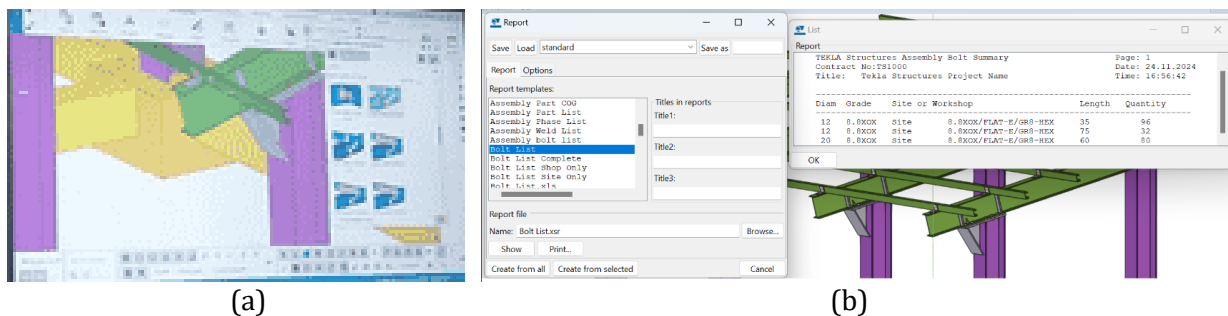 Report
Save Load standard Save as
Report Options
Report templates:
Assembly Part COG
Assembly Part List
Assembly Phase List
Assembly Weld List
Assembly bolt list
Bolt List
Bolt List Complete
Bolt List Shop Only
Bolt List Site Only
Bolt List.xls
Titles in reports
Title1:
Title2:
Title3:
Report file
Name: Bolt List.xsr Browse...
Show Print...
Create from all Create from selected Cancel
List
Report
TEKLA Structures Assembly Bolt Summary Page: 1
Contract No:TS1000 Date: 24.11.2024
Title: Tekla Structures Project Name Time: 16:56:42
Diam Grade Site or Workshop Length Quantity
12 8.8XOX Site 8.8XOX/FLAT-E/GR8-HEX 35 96
12 8.8XOX Site 8.8XOX/FLAT-E/GR8-HEX 75 32
20 8.8XOX Site 8.8XOX/FLAT-E/GR8-HEX 60 80
OK
(a) (b)